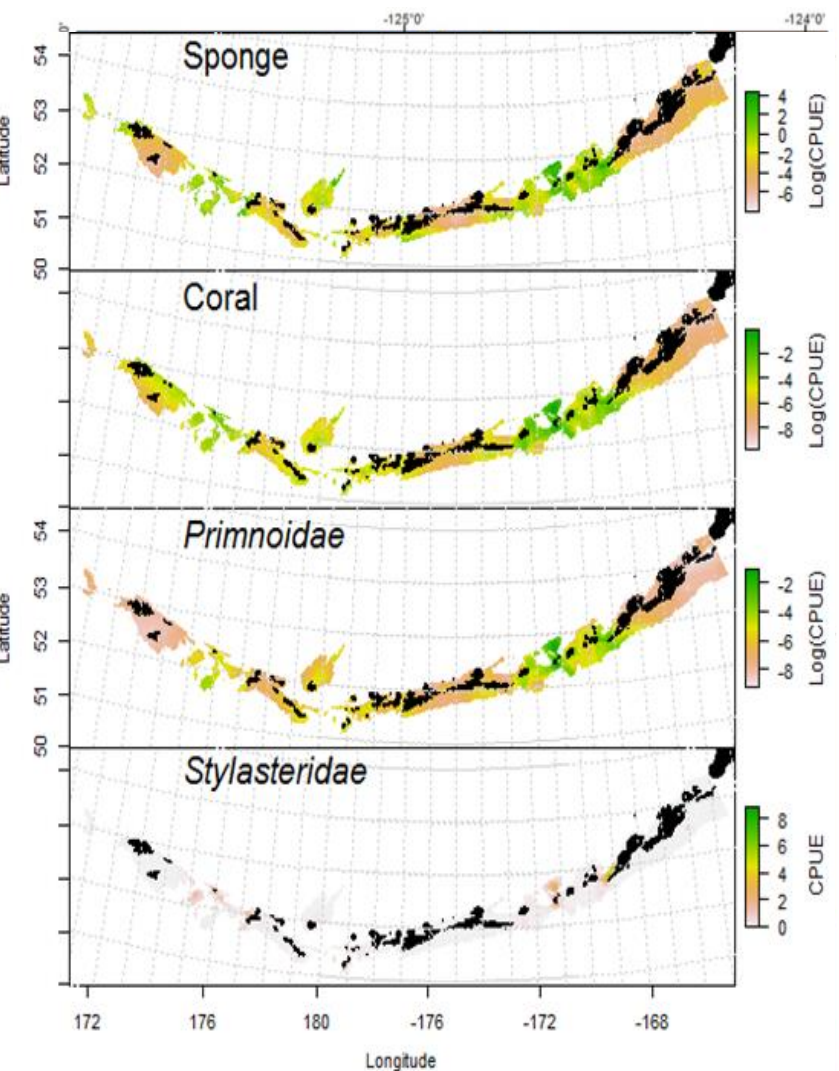 -125°0' -124°0'
0°
Sponge
54
53
52
51
50
Latitude
4
2
0
-2
-4
-6
Log(CPUE)
Coral
-2
-4
-6
-8
Log(CPUE)
Primnoidae
54
53
52
51
50
Latitude
-2
-4
-6
-8
Log(CPUE)
Stylasteridae
8
6
4
2
0
CPUE
172 176 180 -176 -172 -168
Longitude